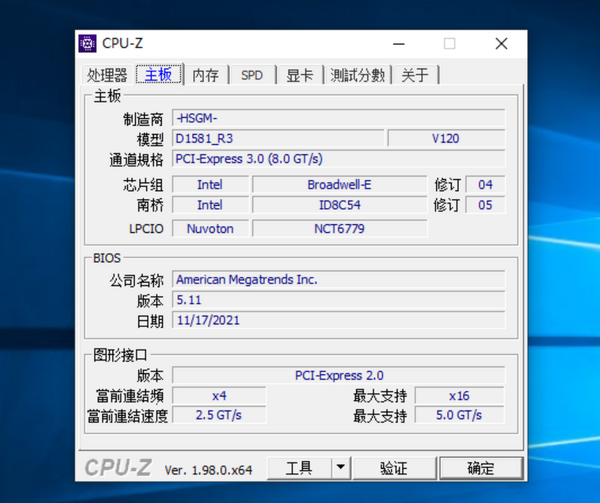 CPU-Z
处理器 主板 内存 SPD 显卡 測試分數 关于
主板
制造商 -HSGM-
模型 D1581_R3 V120
通道規格 PCI-Express 3.0 (8.0 GT/s)
芯片组 Intel Broadwell-E 修订 04
南桥 Intel ID8C54 修订 05
LPCIO Nuvoton NCT6779
BIOS
公司名称 American Megatrends Inc.
版本 5.11
日期 11/17/2021
图形接口
版本 PCI-Express 2.0
當前連结頻 x4 最大支持 x16
當前連结速度 2.5 GT/s 最大支持 5.0 GT/s
CPU-Z Ver. 1.98.0.x64 工具 验证 确定